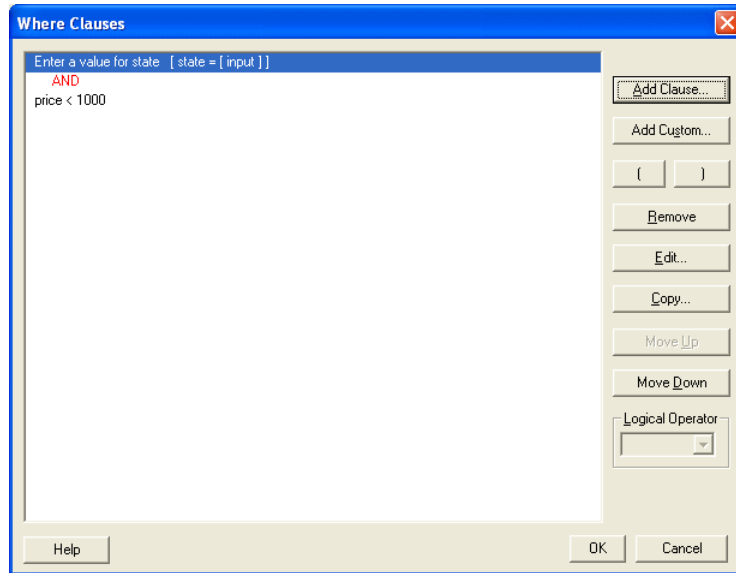 Where Clauses
Enter a value for state [ state = [ input ] ]
AND
price < 1000
Add Clause...
Add Custom...
( )
Remove
Edit...
Copy...
Move Up
Move Down
Logical Operator
Help OK Cancel